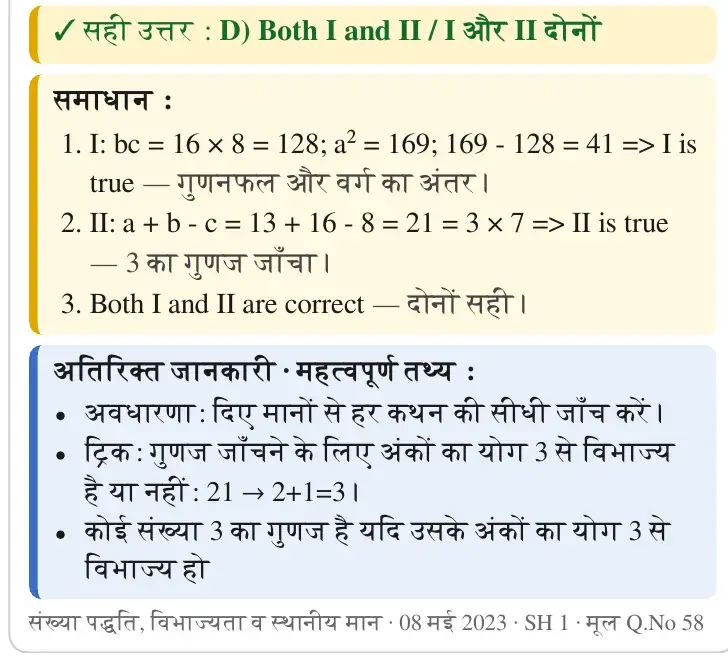 ✓ सही उत्तर : D) Both I and II / I और II दोनों
समाधान :
1. I: bc = 16 × 8 = 128; a² = 169; 169 - 128 = 41 => I is
true — गुणनफल और वर्ग का अंतर।
2. II: a + b - c = 13 + 16 - 8 = 21 = 3 × 7 => II is true
— 3 का गुणज जाँचा।
3. Both I and II are correct — दोनों सही।
अतिरिक्त जानकारी · महत्वपूर्ण तथ्य :
• अवधारणा : दिए मानों से हर कथन की सीधी जाँच करें।
• ट्रिक : गुणज जाँचने के लिए अंकों का योग 3 से विभाज्य
है या नहीं : 21 → 2+1=3।
• कोई संख्या 3 का गुणज है यदि उसके अंकों का योग 3 से
विभाज्य हो
संख्या पद्धति, विभाज्यता व स्थानीय मान · 08 मई 2023 · SH 1 · मूल Q.No 58